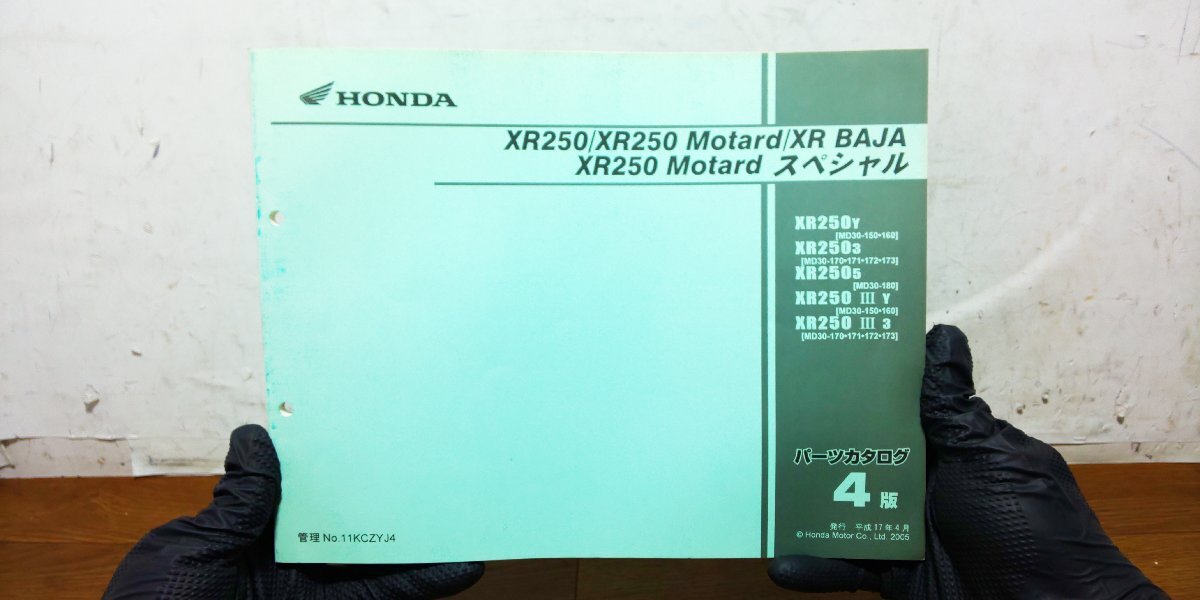 HONDA
XR250/XR250 Motard/XR BAJA
XR250 Motard スペシャル
XR250Y
[MD30-150•160]
XR2503
[MD30-170•171•172•173]
XR2505
[MD30-180]
XR250 III Y
[MD30-150•160]
XR250 III 3
[MD30-170•171•172•173]
パーツカタログ
4 版
発行 平成17年4月
© Honda Motor Co., Ltd. 2005
管理 No.11KCZYJ4